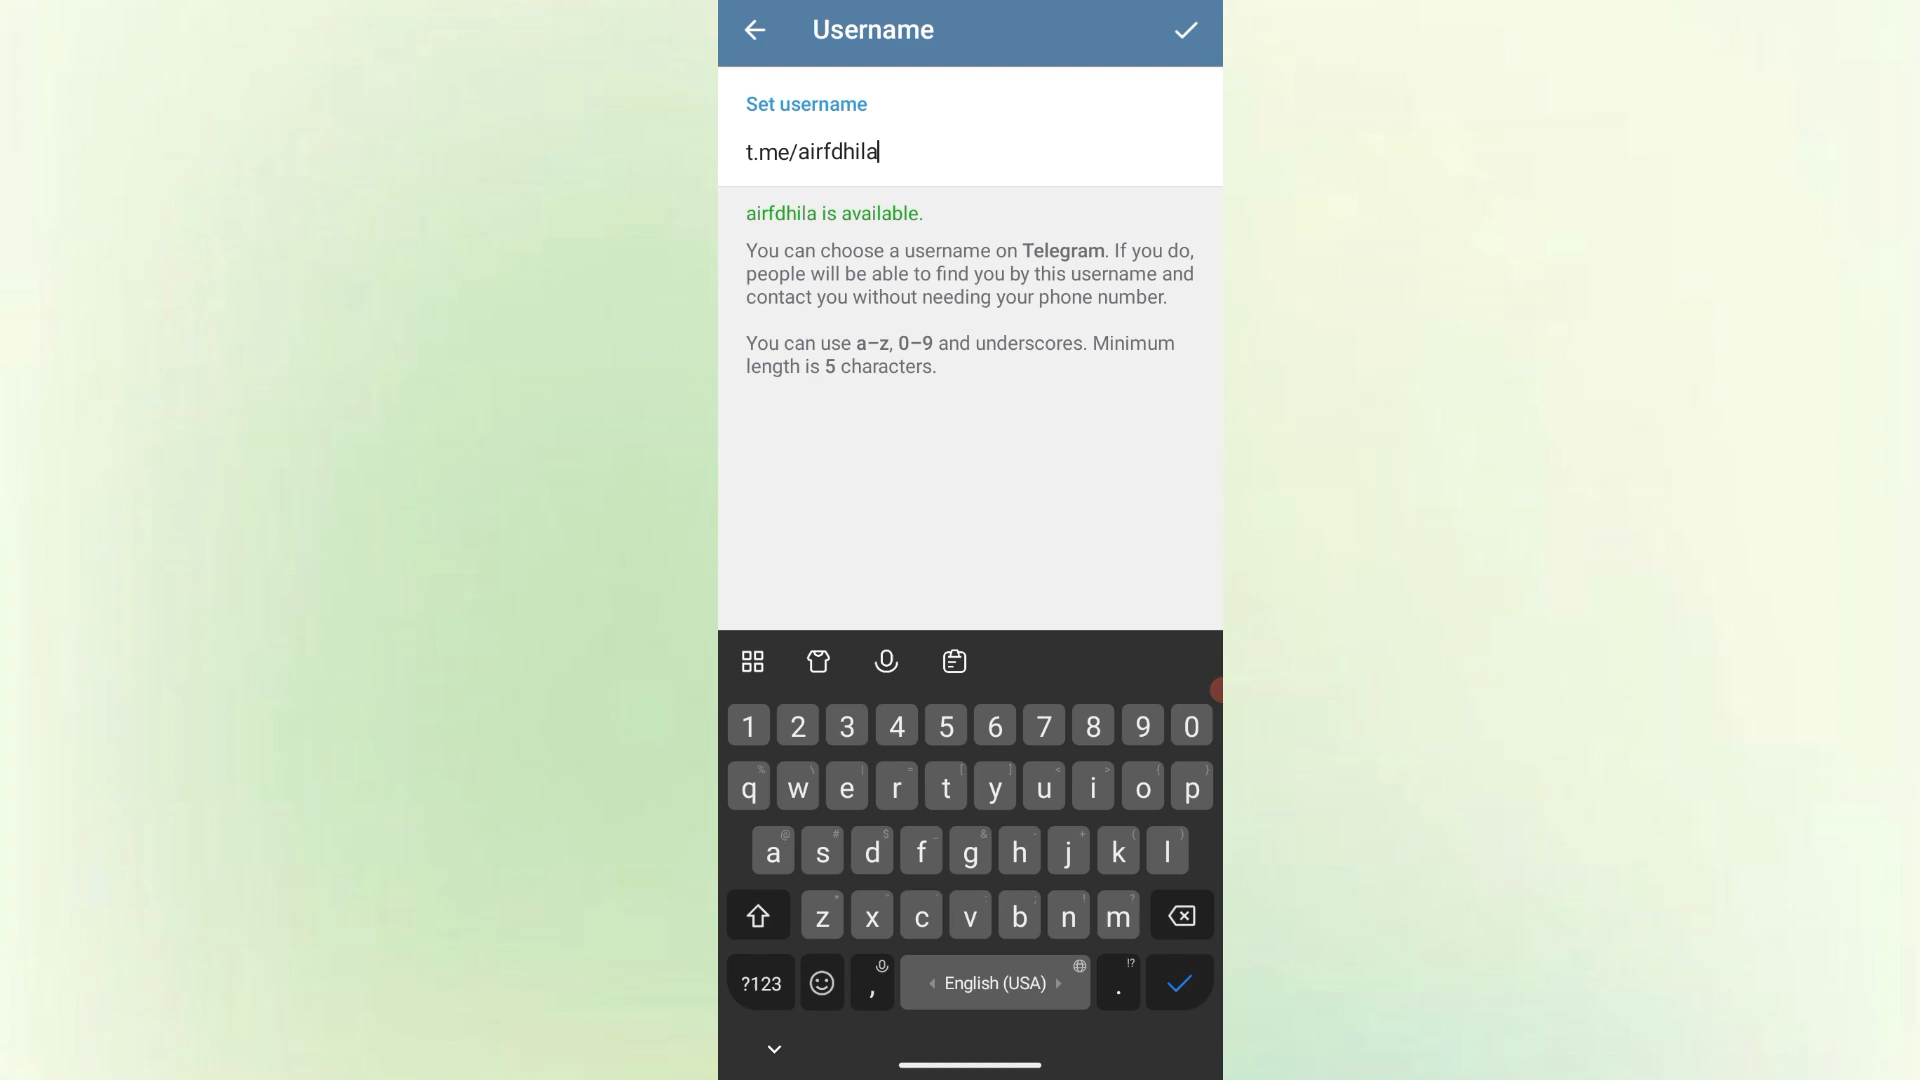 Username
Set username
t.me/airfdhila
airfdhila is available.
You can choose a username on Telegram. If you do,
people will be able to find you by this username and
contact you without needing your phone number.
You can use a–z, 0–9 and underscores. Minimum
length is 5 characters.
1 2 3 4 5 6 7 8 9 0
q w e r t y u i o p
a s d f g h j k l
z x c v b n m
?123 , English (USA) . !?